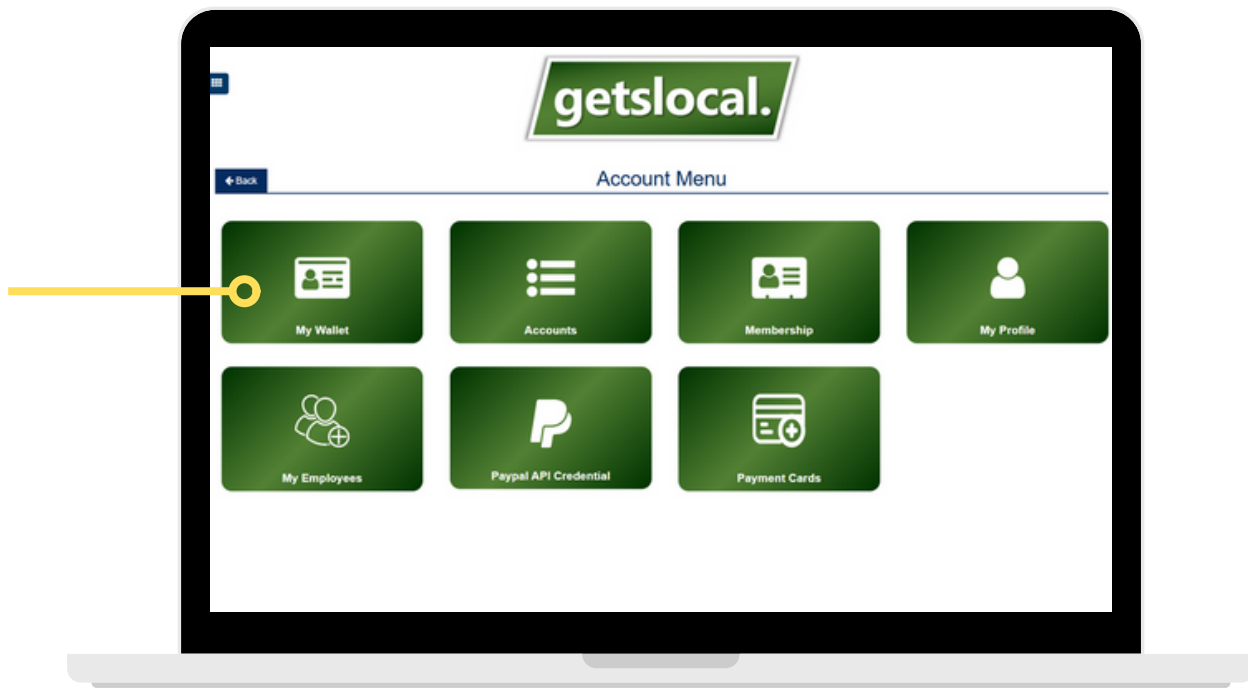 getslocal.
Back
Account Menu
My Wallet
Accounts
Membership
My Profile
My Employees
Paypal API Credential
Payment Cards